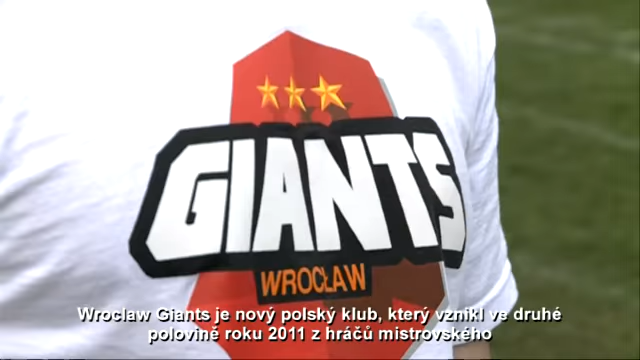 GIANTS
WROCŁAW
Wroclaw Giants je nový polský klub, který vznikl ve druhé
polovině roku 2011 z hráčů mistrovského